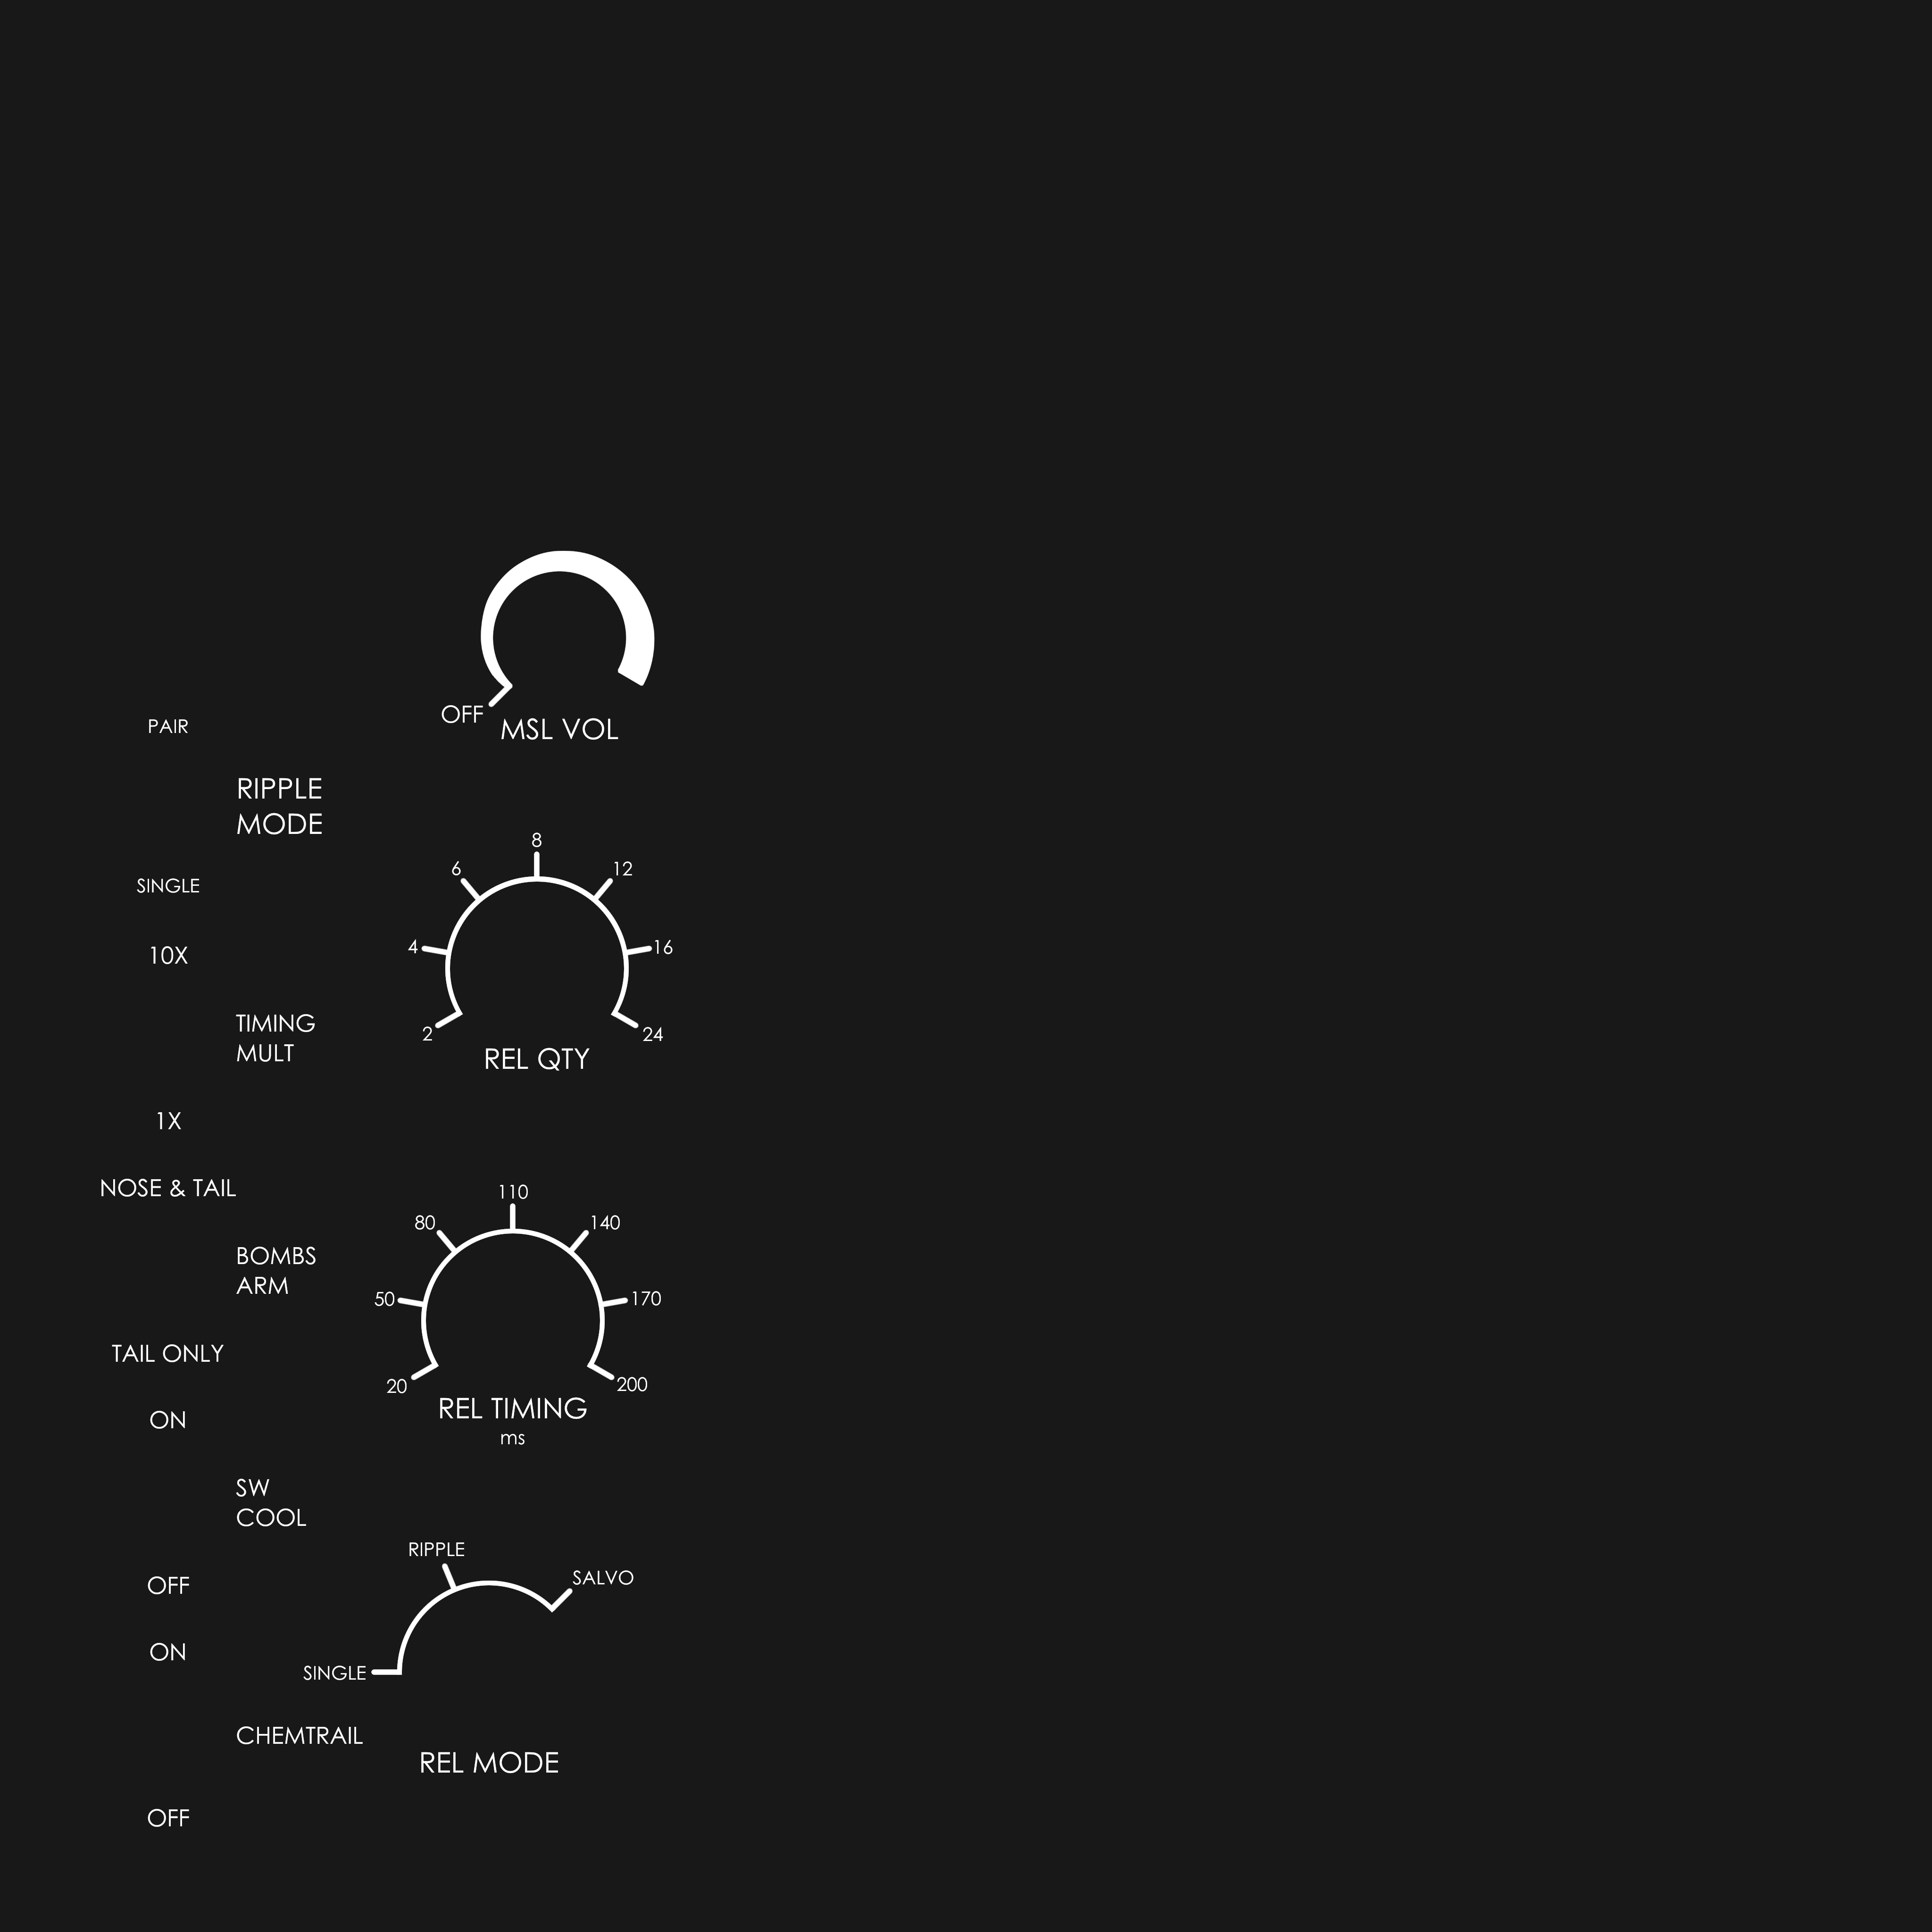 OFF
MSL VOL
PAIR
RIPPLE
MODE
SINGLE
8
6
12
4
16
2
24
REL QTY
10X
TIMING
MULT
1X
NOSE & TAIL
BOMBS
ARM
TAIL ONLY
110
80
140
50
170
20
200
REL TIMING
ms
ON
SW
COOL
OFF
RIPPLE
SALVO
SINGLE
REL MODE
ON
CHEMTRAIL
OFF